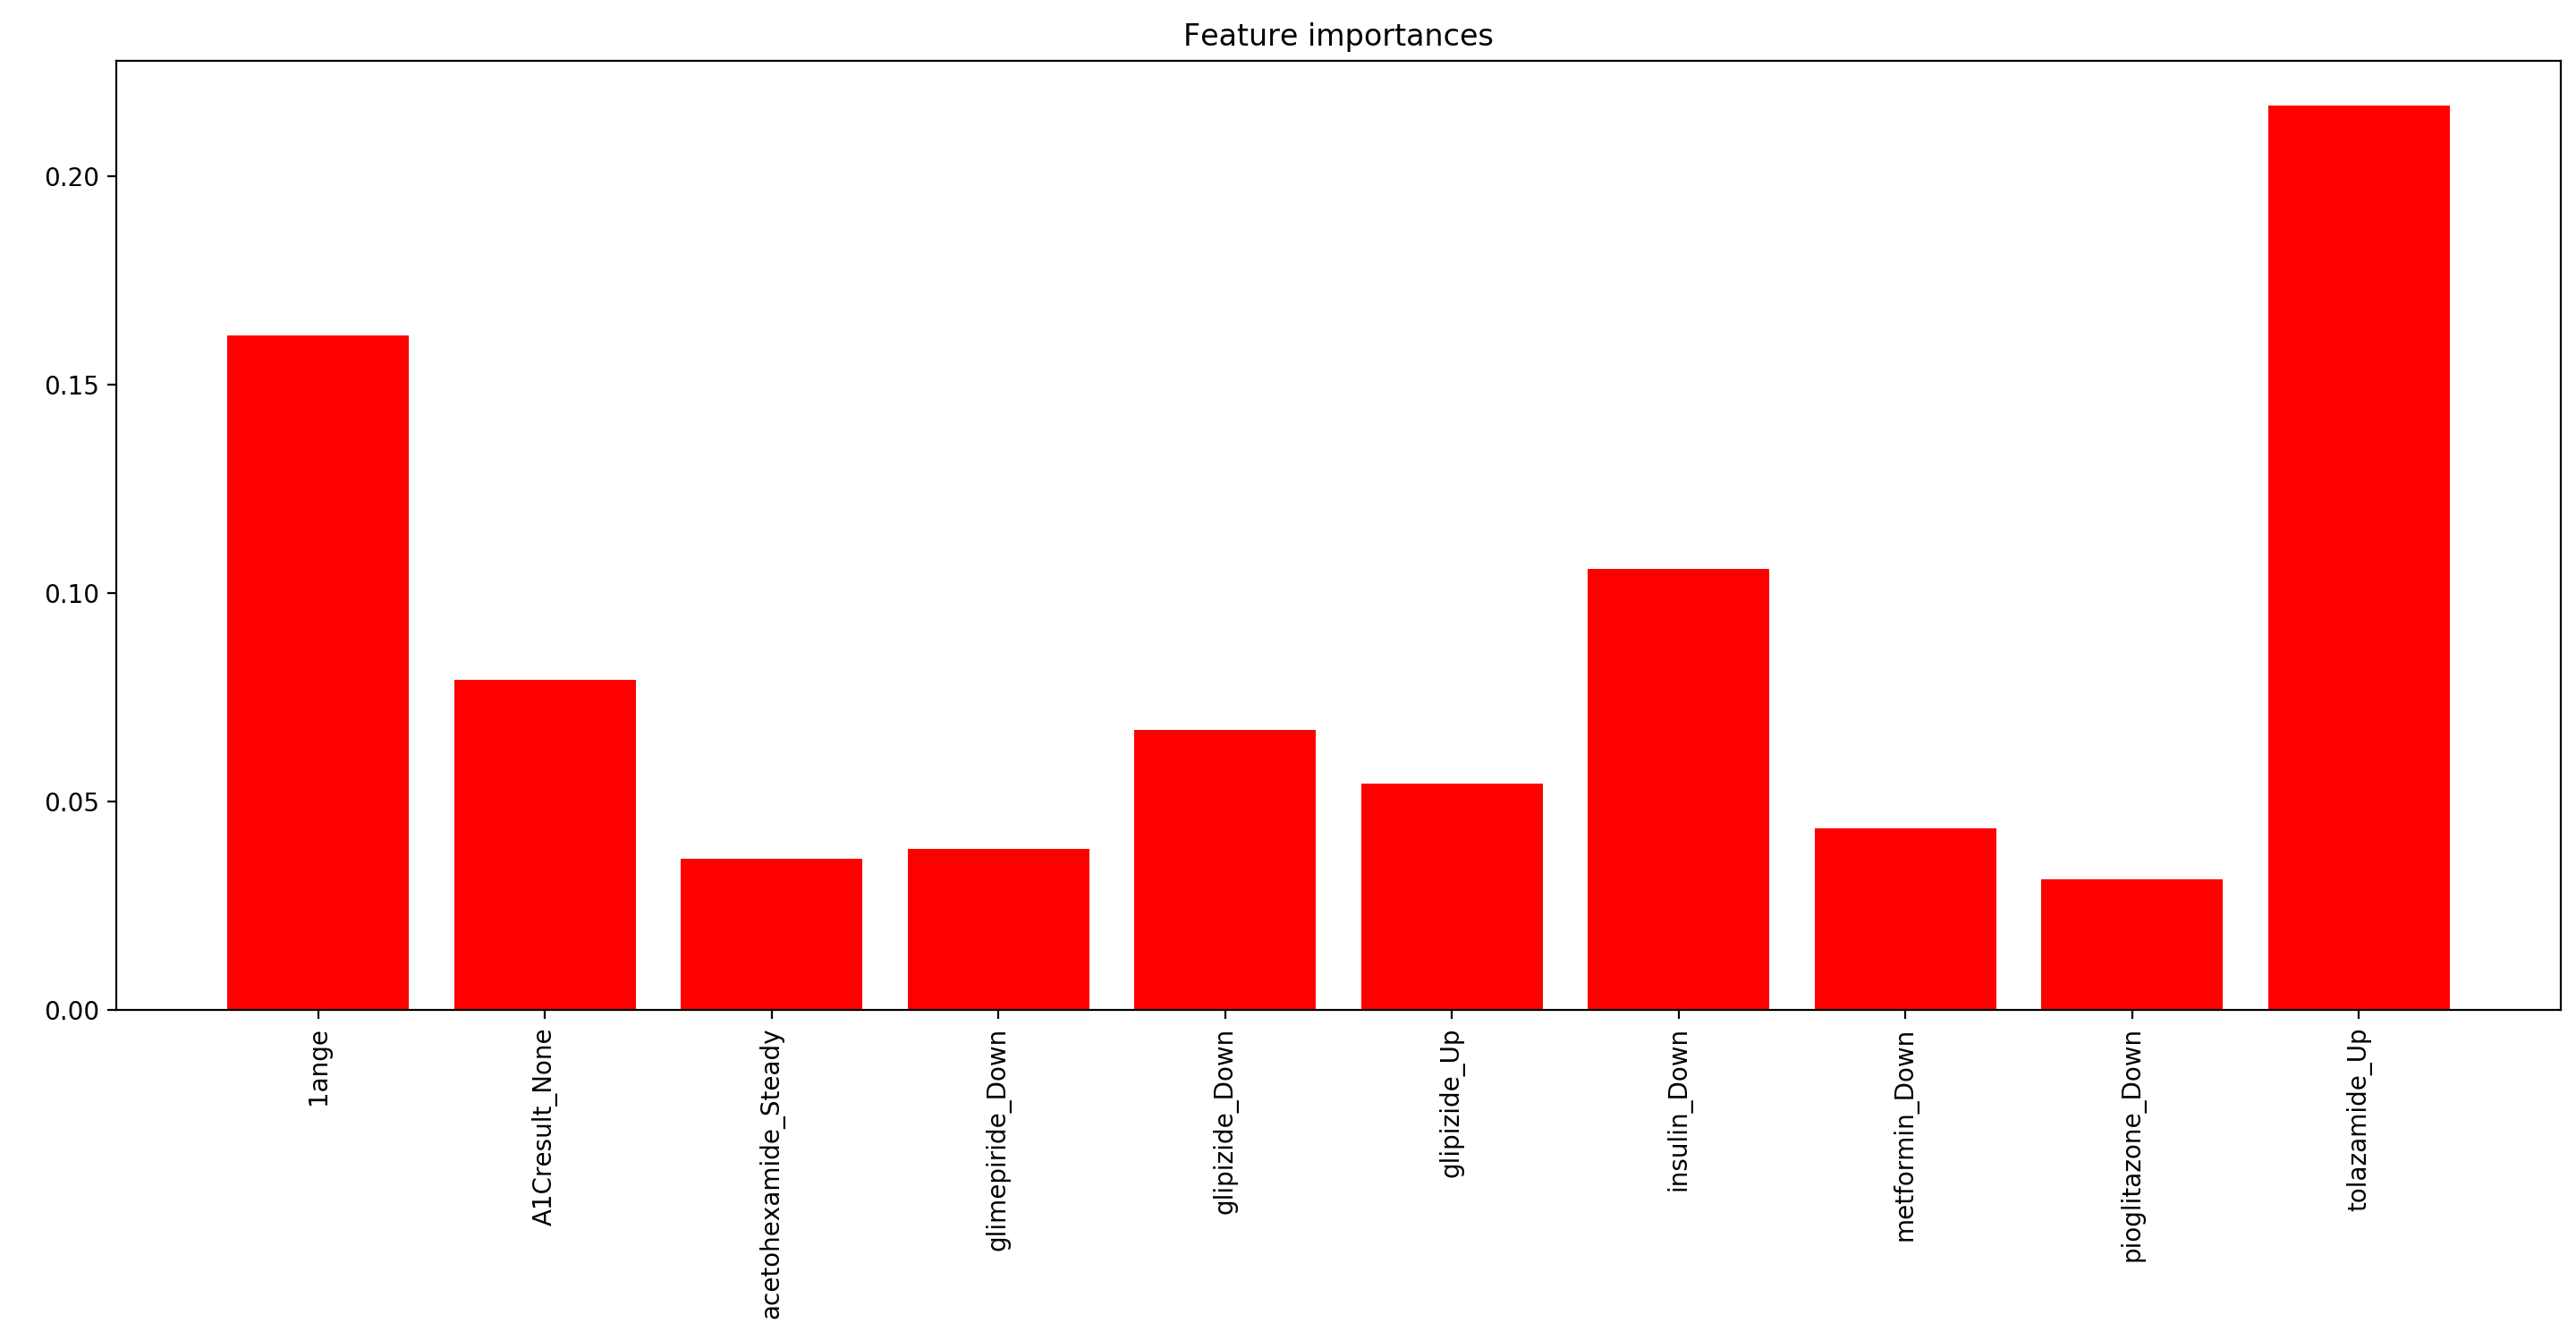 Feature importances
0.20
0.15
0.10
0.05
0.00
1ange
A1Cresult_None
acetohexamide_Steady
glimepiride_Down
glipizide_Down
glipizide_Up
insulin_Down
metformin_Down
pioglitazone_Down
tolazamide_Up